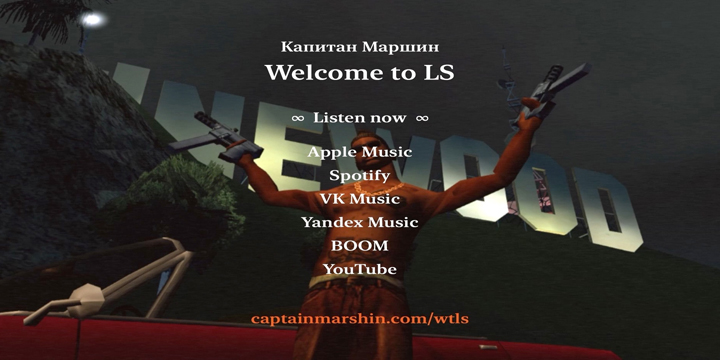 Капитан Маршин
Welcome to LS
∞ Listen now ∞
Apple Music
Spotify
VK Music
Yandex Music
BOOM
YouTube
captainmarshin.com/wtls
INEWOOD